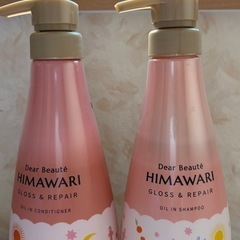 Dear Beauté
HIMAWARI
GLOSS & REPAIR
OIL IN CONDITIONER
Dear Beauté
HIMAWARI
GLOSS & REPAIR
OIL IN SHAMPOO